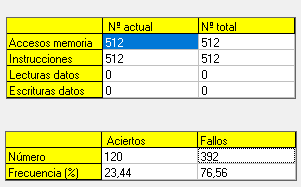 Nº actual Nº total
Accesos memoria 512 512
Instrucciones 512 512
Lecturas datos 0 0
Escrituras datos 0 0
Aciertos Fallos
Número 120 392
Frecuencia (%) 23,44 76,56